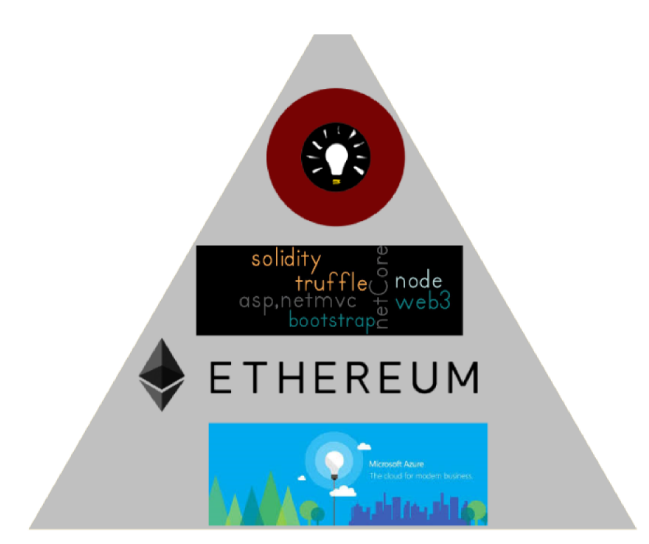 solidity
truffle
netCore
node
asp.netmvc
web3
bootstrap
ETHEREUM
Microsoft Azure
The cloud for modern business.